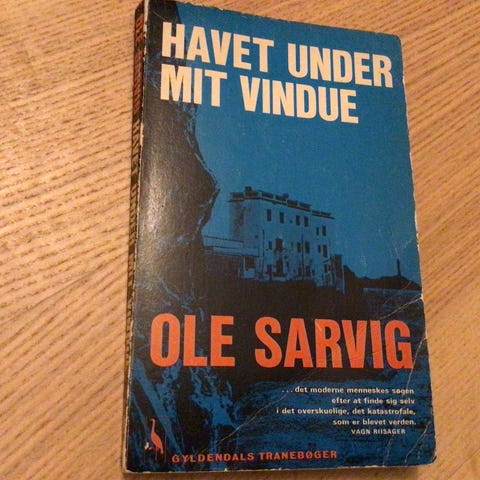 HAVET UNDER
MIT VINDUE
OLE SARVIG
...det moderne menneskes søgen
efter at finde sig selv
i det overskuelige, det katastrofale,
som er blevet verden.
VAGN RIISAGER
GYLDENDALS TRANEBØGER